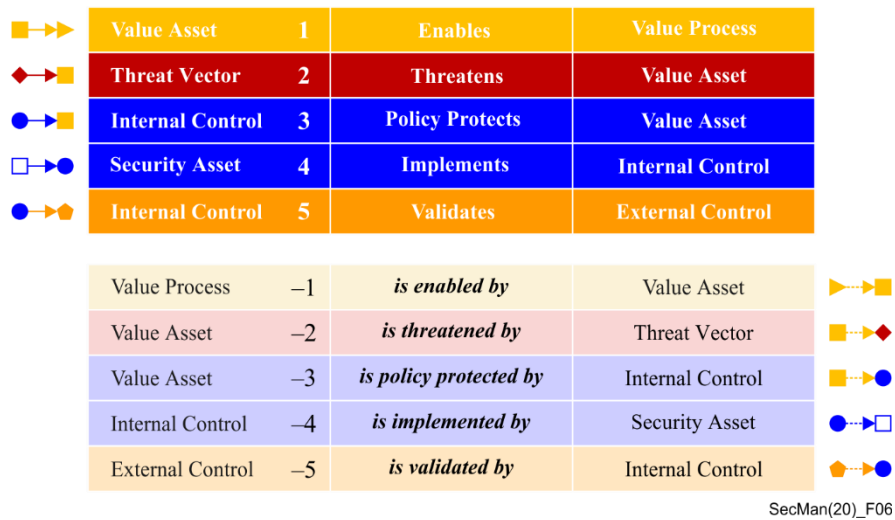 Value Asset 1 Enables Value Process
Threat Vector 2 Threatens Value Asset
Internal Control 3 Policy Protects Value Asset
Security Asset 4 Implements Internal Control
Internal Control 5 Validates External Control
Value Process –1 is enabled by Value Asset
Value Asset –2 is threatened by Threat Vector
Value Asset –3 is policy protected by Internal Control
Internal Control –4 is implemented by Security Asset
External Control –5 is validated by Internal Control
SecMan(20)_F06